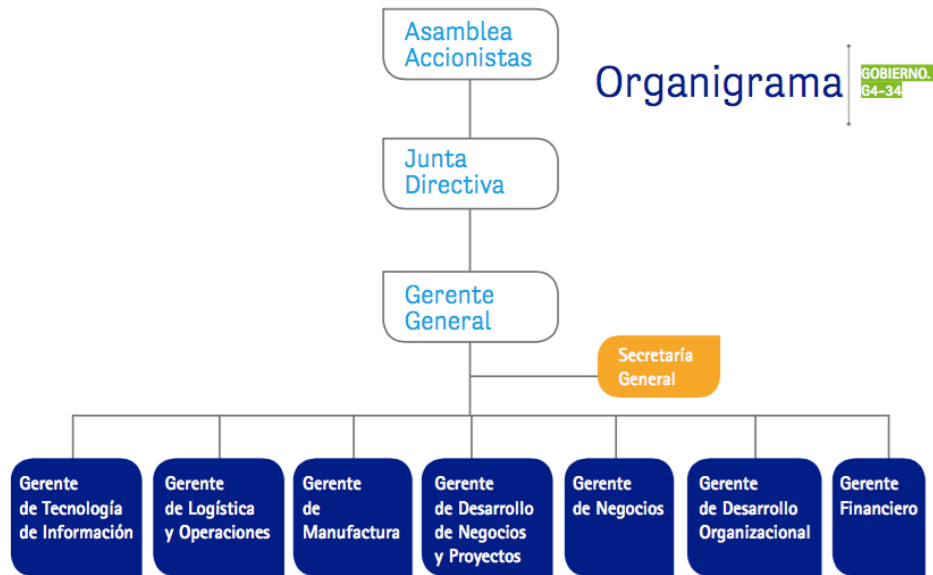 Asamblea
Accionistas
Organigrama
GOBIERNO.
G4-34
Junta
Directiva
Gerente
General
Secretaría
General
Gerente
de Tecnología
de Información
Gerente
de Logística
y Operaciones
Gerente
de
Manufactura
Gerente
de Desarrollo
de Negocios
y Proyectos
Gerente
de Negocios
Gerente
de Desarrollo
Organizacional
Gerente
Financiero